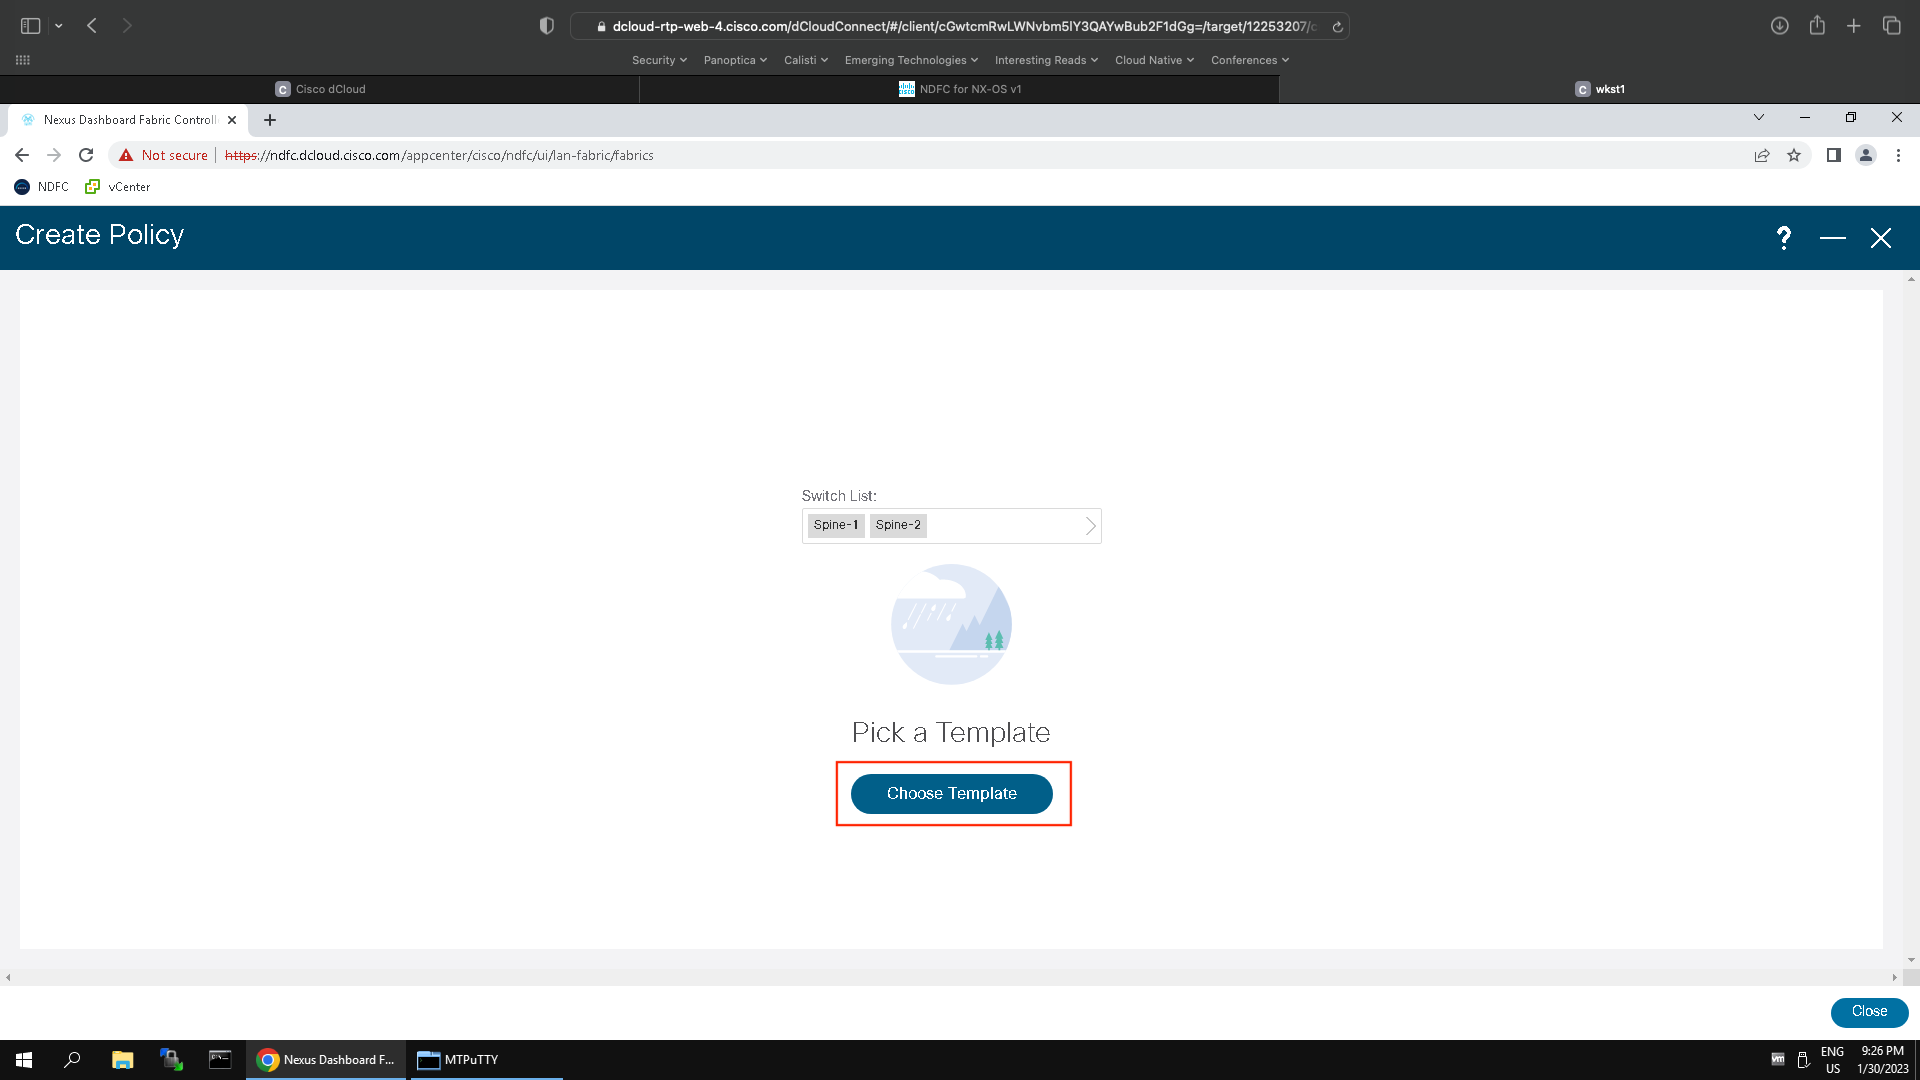 dcloud-rtp-web-4.cisco.com/dCloudConnect/#/client/cGwtcmRwLWNvbm5lY3QAYwBub2F1dGg=/target/12253207/
Security Panoptica Calisti Emerging Technologies Interesting Reads Cloud Native Conferences
C Cisco dCloud NDFC for NX-OS v1 C wkst1
Nexus Dashboard Fabric Controll
Not secure https://ndfc.dcloud.cisco.com/appcenter/cisco/ndfc/ui/lan-fabric/fabrics
NDFC vCenter
Create Policy
Switch List:
Spine-1 Spine-2
Pick a Template
Choose Template
Close
Nexus Dashboard F... MTPuTTY vm ENG 9:26 PM
US 1/30/2023